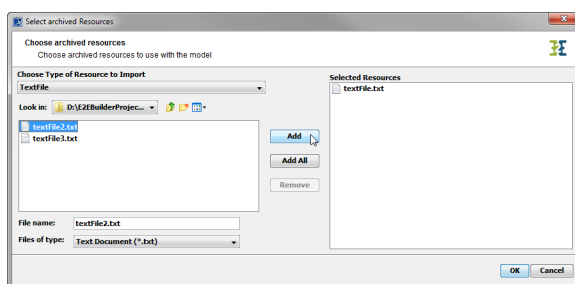 Select archived Resources
Choose archived resources
Choose archived resources to use with the model
Choose Type of Resource to Import
TextFile
Look in: D:\E2EBuilderProjec...
textFile2.txt
textFile3.txt
Add
Add All
Remove
File name: textFile2.txt
Files of type: Text Document (*.txt)
Selected Resources
textFile.txt
OK Cancel